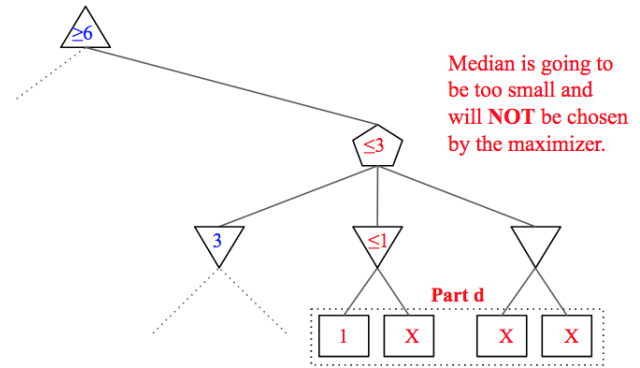 ≥6
Median is going to
be too small and
will NOT be chosen
by the maximizer.
≤3
3
≤1
Part d
1 X X X